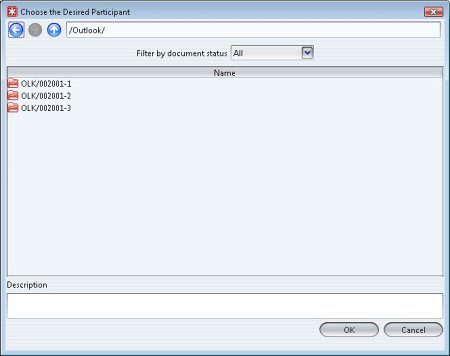 Choose the Desired Participant
/Outlook/
Filter by document status All
Name
OLK/002001-1
OLK/002001-2
OLK/002001-3
Description
OK Cancel